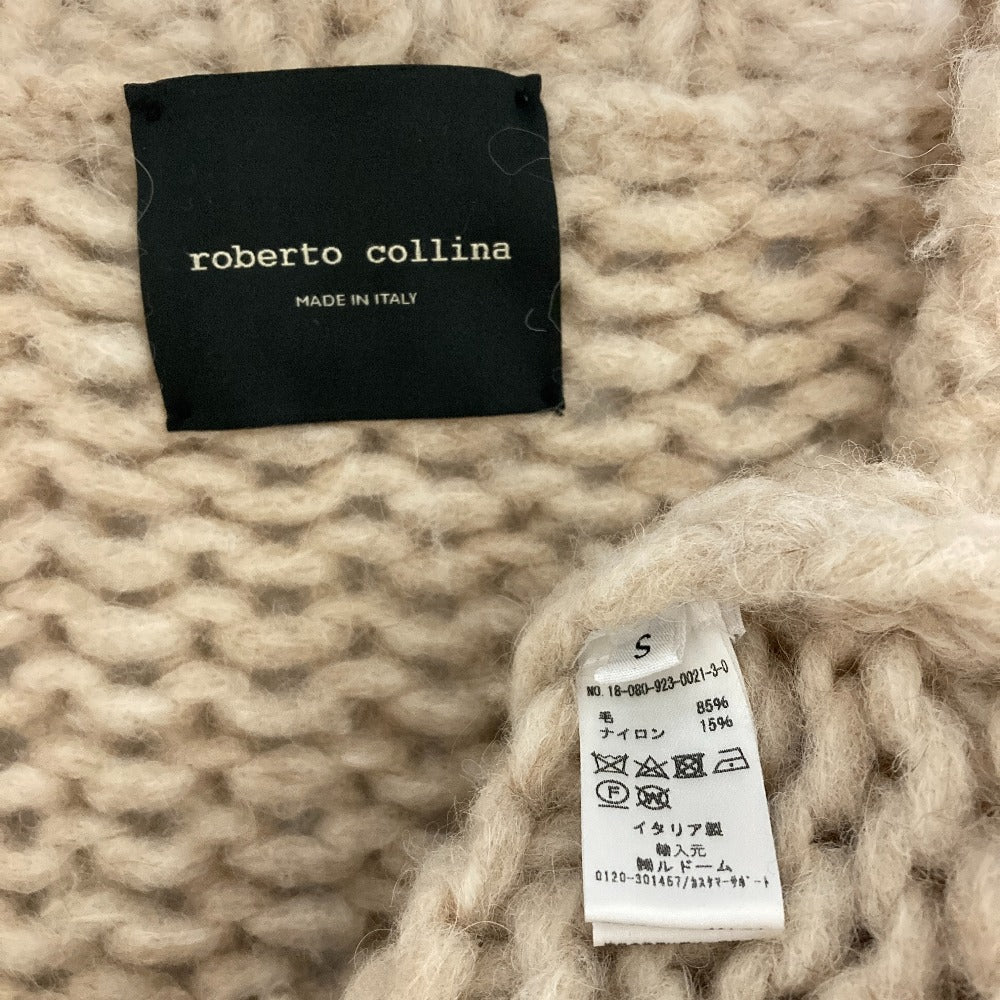 roberto collina
MADE IN ITALY
S
NO. 18-080-923-0021-3-0
毛 85%
ナイロン 15%
F
W
イタリア製
輸入元
㈱ルドーム
0120-301457/カスタマーサポート